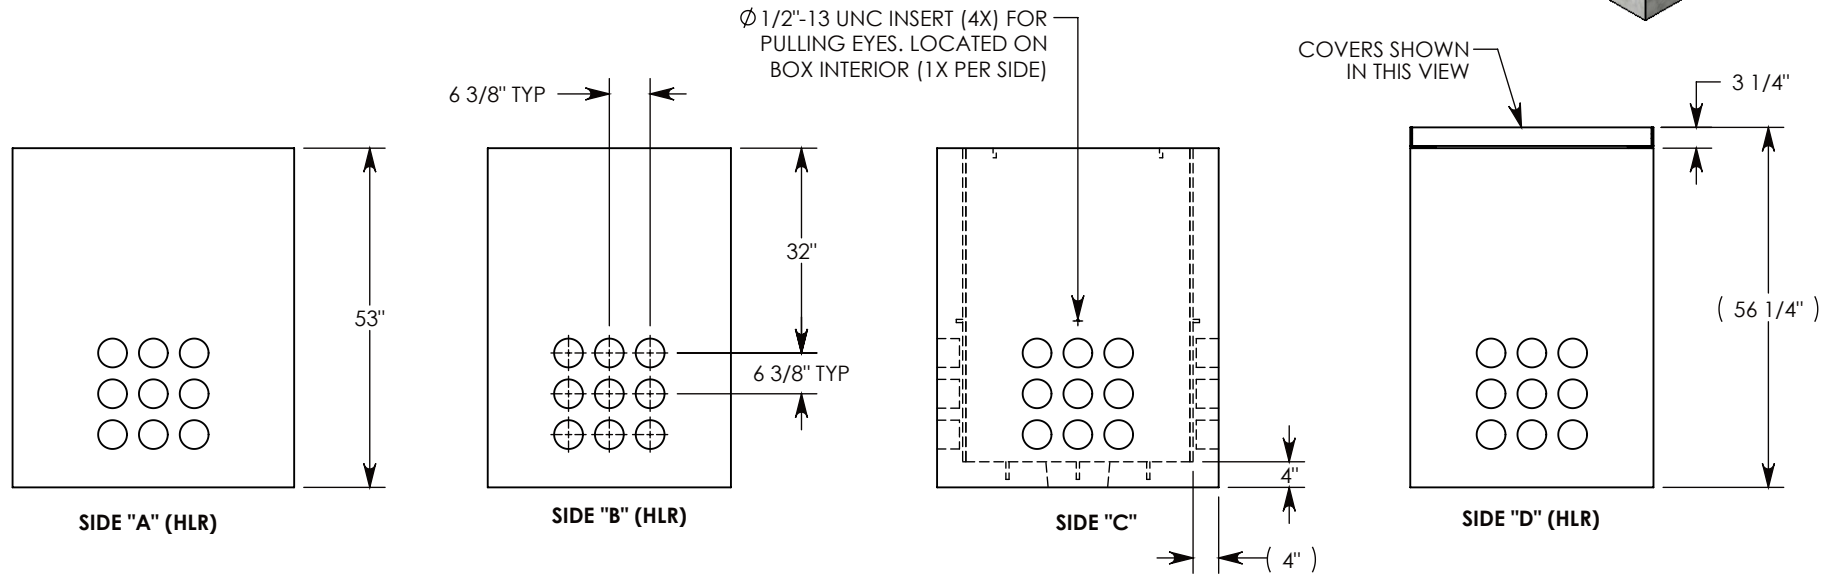 Ø 1/2"-13 UNC INSERT (4X) FOR
PULLING EYES. LOCATED ON
BOX INTERIOR (1X PER SIDE)
COVERS SHOWN
IN THIS VIEW
3 1/4"
6 3/8" TYP
32"
53"
( 56 1/4" )
6 3/8" TYP
4"
SIDE "A" (HLR)
SIDE "B" (HLR)
SIDE "C"
SIDE "D" (HLR)
( 4" )